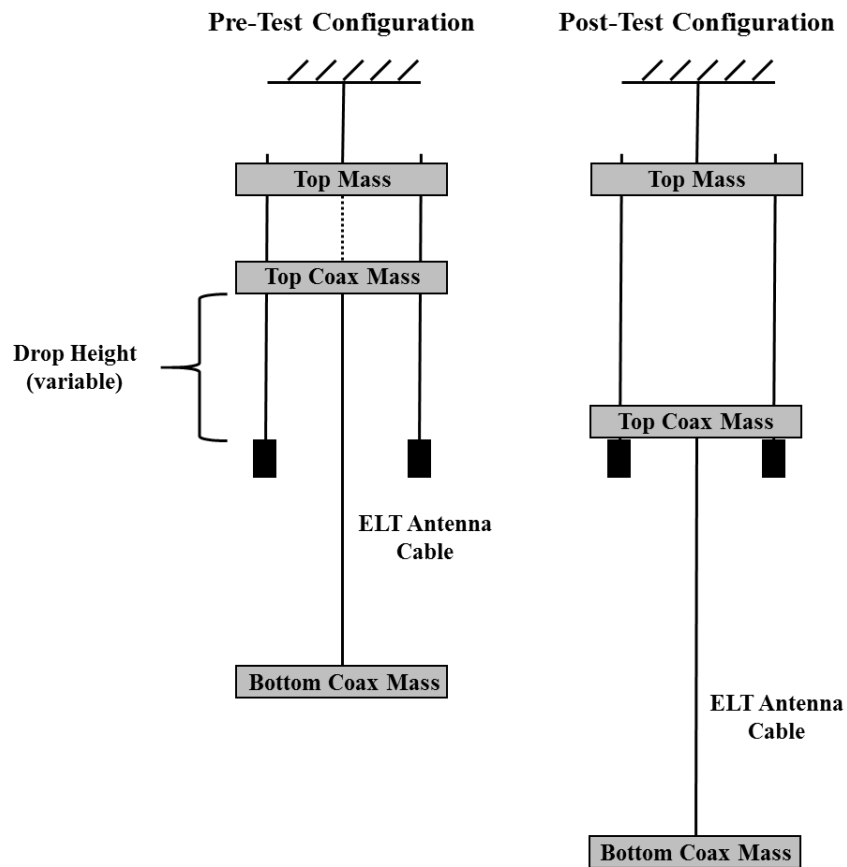 Pre-Test Configuration
Top Mass
Top Coax Mass
Drop Height
(variable)
ELT Antenna
Cable
Bottom Coax Mass
Post-Test Configuration
Top Mass
Top Coax Mass
ELT Antenna
Cable
Bottom Coax Mass